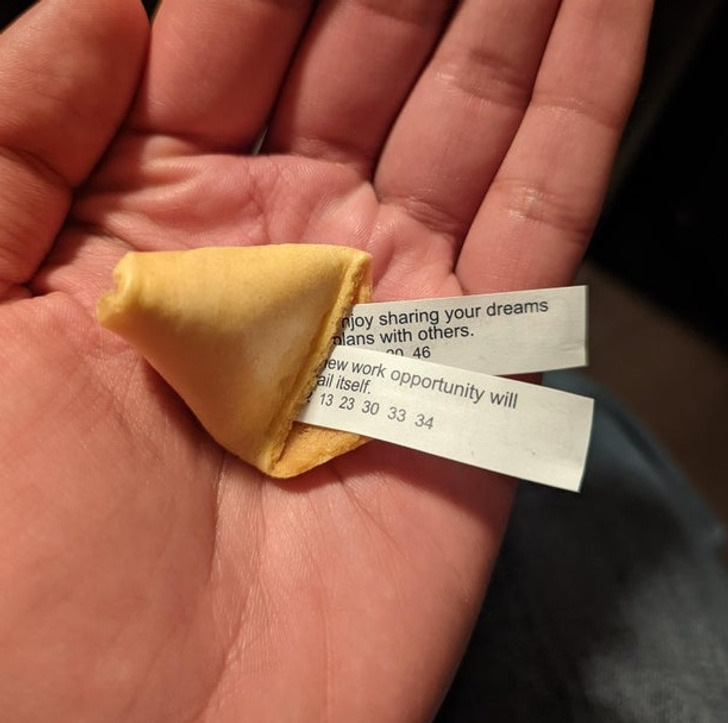 njoy sharing your dreams
plans with others.
20 46
ew work opportunity will
ail itself.
13 23 30 33 34